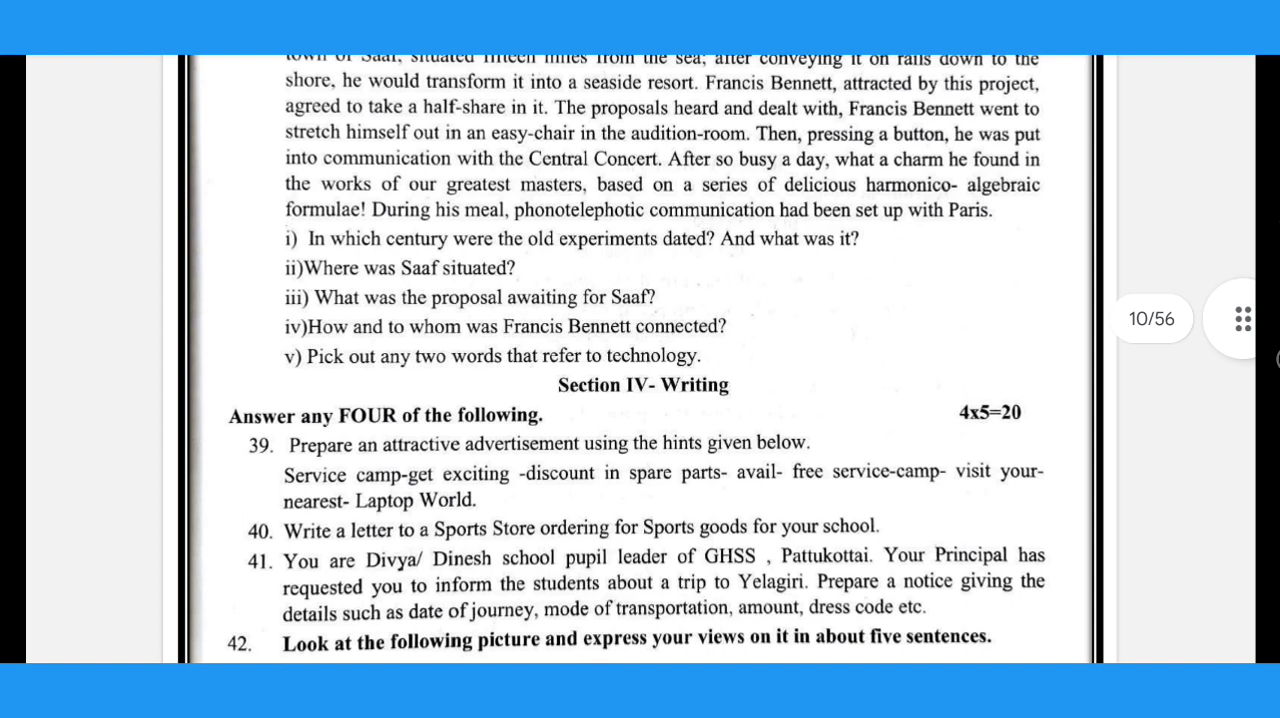 town of Saaf, situated fifteen miles from the sea; after conveying it on rails down to the
shore, he would transform it into a seaside resort. Francis Bennett, attracted by this project,
agreed to take a half-share in it. The proposals heard and dealt with, Francis Bennett went to
stretch himself out in an easy-chair in the audition-room. Then, pressing a button, he was put
into communication with the Central Concert. After so busy a day, what a charm he found in
the works of our greatest masters, based on a series of delicious harmonico- algebraic
formulae! During his meal, phonotelephotic communication had been set up with Paris.
i) In which century were the old experiments dated? And what was it?
ii)Where was Saaf situated?
iii) What was the proposal awaiting for Saaf?
iv)How and to whom was Francis Bennett connected?
v) Pick out any two words that refer to technology.
Section IV- Writing
Answer any FOUR of the following. 4x5=20
39. Prepare an attractive advertisement using the hints given below.
Service camp-get exciting -discount in spare parts- avail- free service-camp- visit your-
nearest- Laptop World.
40. Write a letter to a Sports Store ordering for Sports goods for your school.
41. You are Divya/ Dinesh school pupil leader of GHSS , Pattukottai. Your Principal has
requested you to inform the students about a trip to Yelagiri. Prepare a notice giving the
details such as date of journey, mode of transportation, amount, dress code etc.
42. Look at the following picture and express your views on it in about five sentences.
10/56